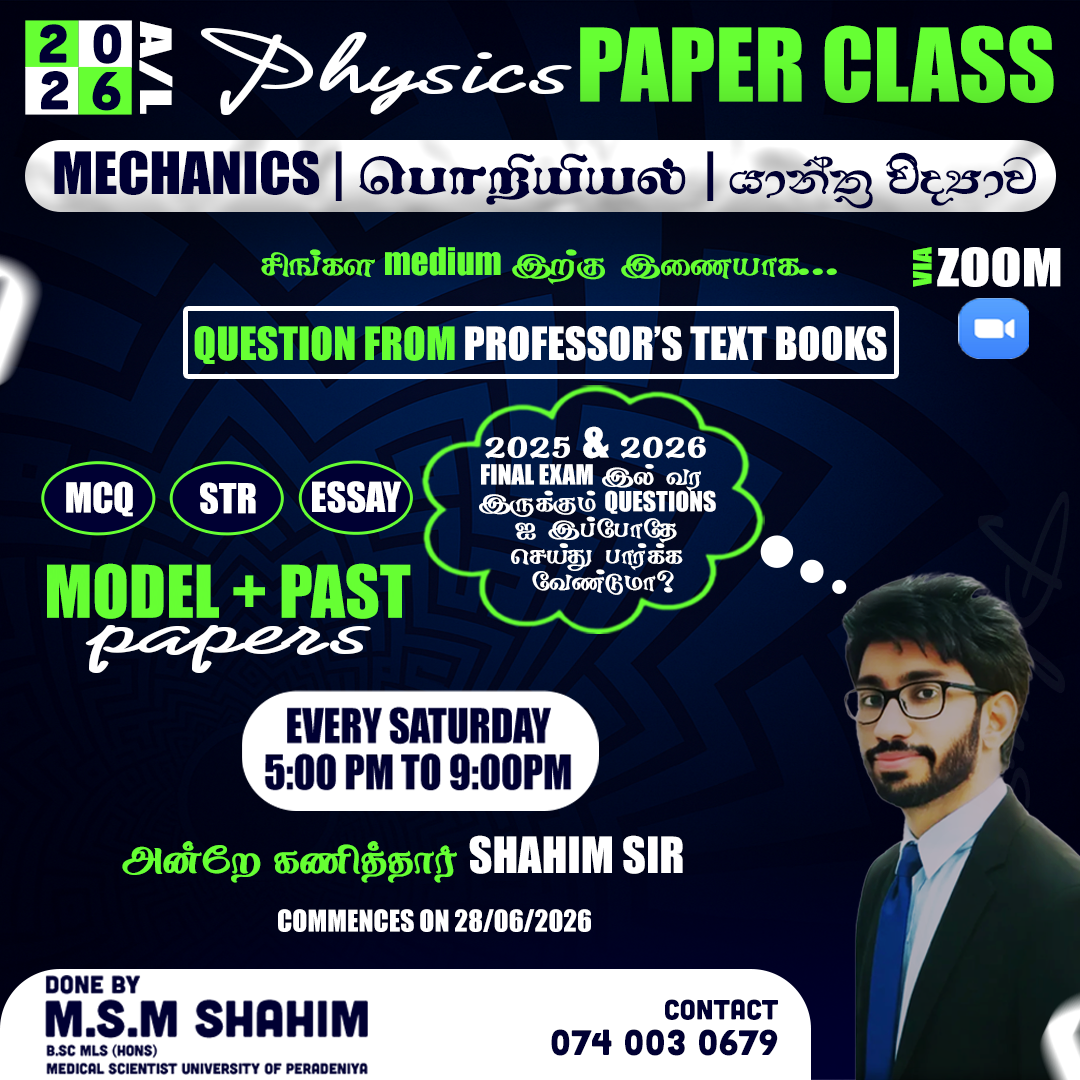 2026 A/L Physics PAPER CLASS
MECHANICS | பொறியியல் | යාන්ත්‍ර විද්‍යාව
சிங்கள medium இற்கு இணையாக...
VIA ZOOM
QUESTION FROM PROFESSOR'S TEXT BOOKS
2025 & 2026
FINAL EXAM இல் வர
இருக்கும் QUESTIONS
ஐ இப்போதே
செய்து பார்க்க
வேண்டுமா?
MCQ STR ESSAY
MODEL + PAST
papers
EVERY SATURDAY
5:00 PM TO 9:00PM
அன்றே கணித்தார் SHAHIM SIR
COMMENCES ON 28/06/2026
DONE BY
M.S.M SHAHIM
B.SC MLS (HONS)
MEDICAL SCIENTIST UNIVERSITY OF PERADENIYA
CONTACT
074 003 0679